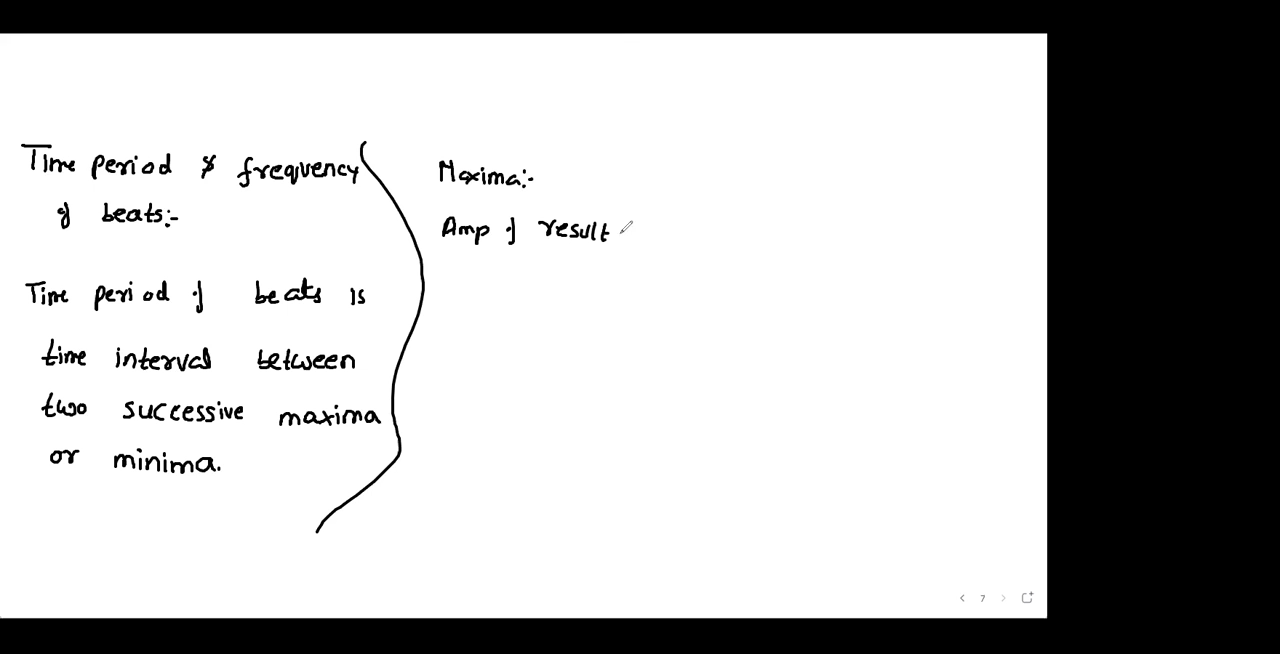 Time period & frequency
of beats:-
Time period of beats is
time interval between
two successive maxima
or minima.
Maxima:-
Amp of result
7